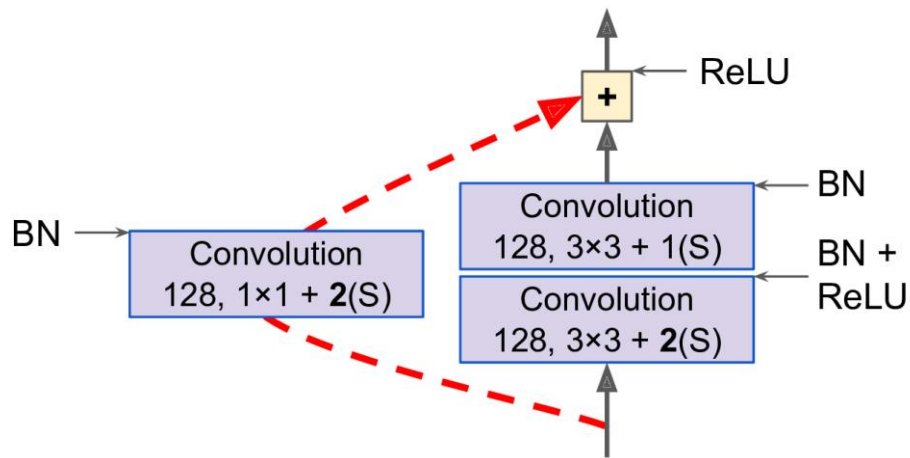 ReLU
+
BN
Convolution
128, 3×3 + 1(S)
BN
Convolution
128, 1×1 + 2(S)
BN +
ReLU
Convolution
128, 3×3 + 2(S)